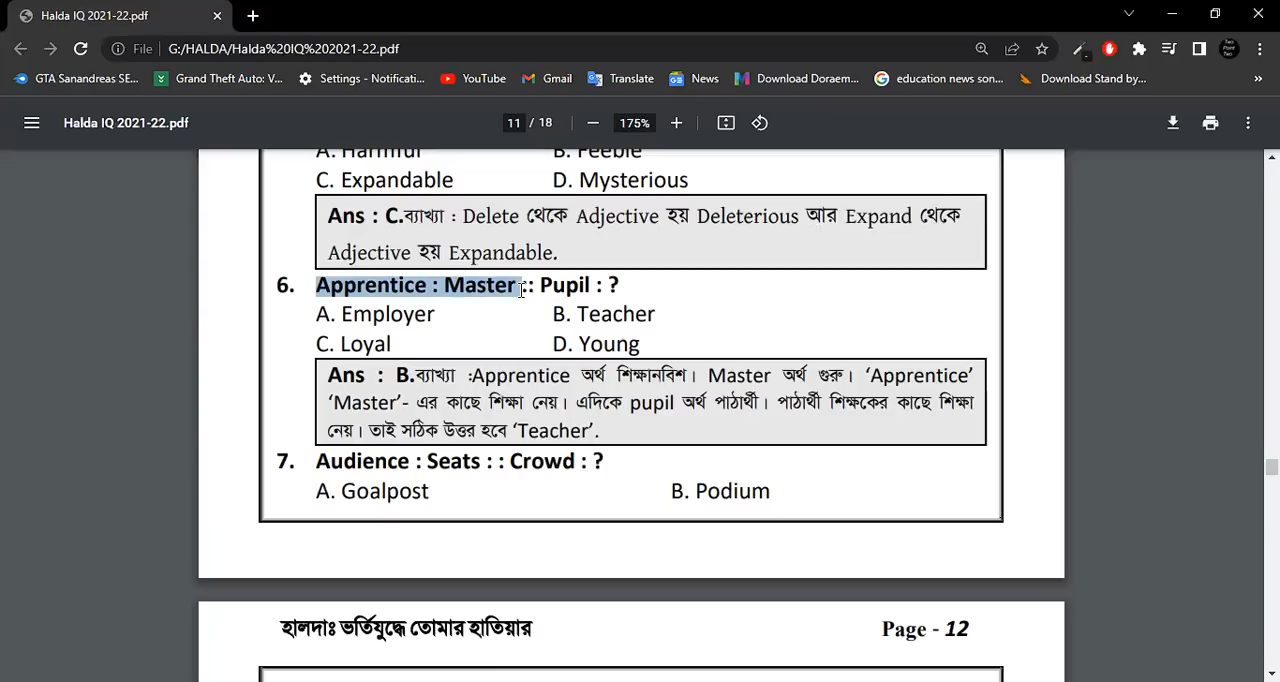 Halda IQ 2021-22.pdf
File G:/HALDA/Halda%20IQ%202021-22.pdf
GTA Sanandreas SE... Grand Theft Auto: V... Settings - Notificati... YouTube Gmail Translate News Download Doraem... education news son... Download Stand by... »
Halda IQ 2021-22.pdf 11 / 18 175%
A. Harmful B. Feeble
C. Expandable D. Mysterious
Ans : C.ব্যাখ্যা : Delete থেকে Adjective হয় Deleterious আর Expand থেকে
Adjective হয় Expandable.
6. Apprentice : Master :: Pupil : ?
A. Employer B. Teacher
C. Loyal D. Young
Ans : B.ব্যাখ্যা :Apprentice অর্থ শিক্ষানবিশ। Master অর্থ গুরু। ‘Apprentice’
‘Master’- এর কাছে শিক্ষা নেয়। এদিকে pupil অর্থ পাঠার্থী। পাঠার্থী শিক্ষকের কাছে শিক্ষা
নেয়। তাই সঠিক উত্তর হবে ‘Teacher’.
7. Audience : Seats : : Crowd : ?
A. Goalpost B. Podium
হালদাঃ ভর্তিযুদ্ধে তোমার হাতিয়ার Page - 12